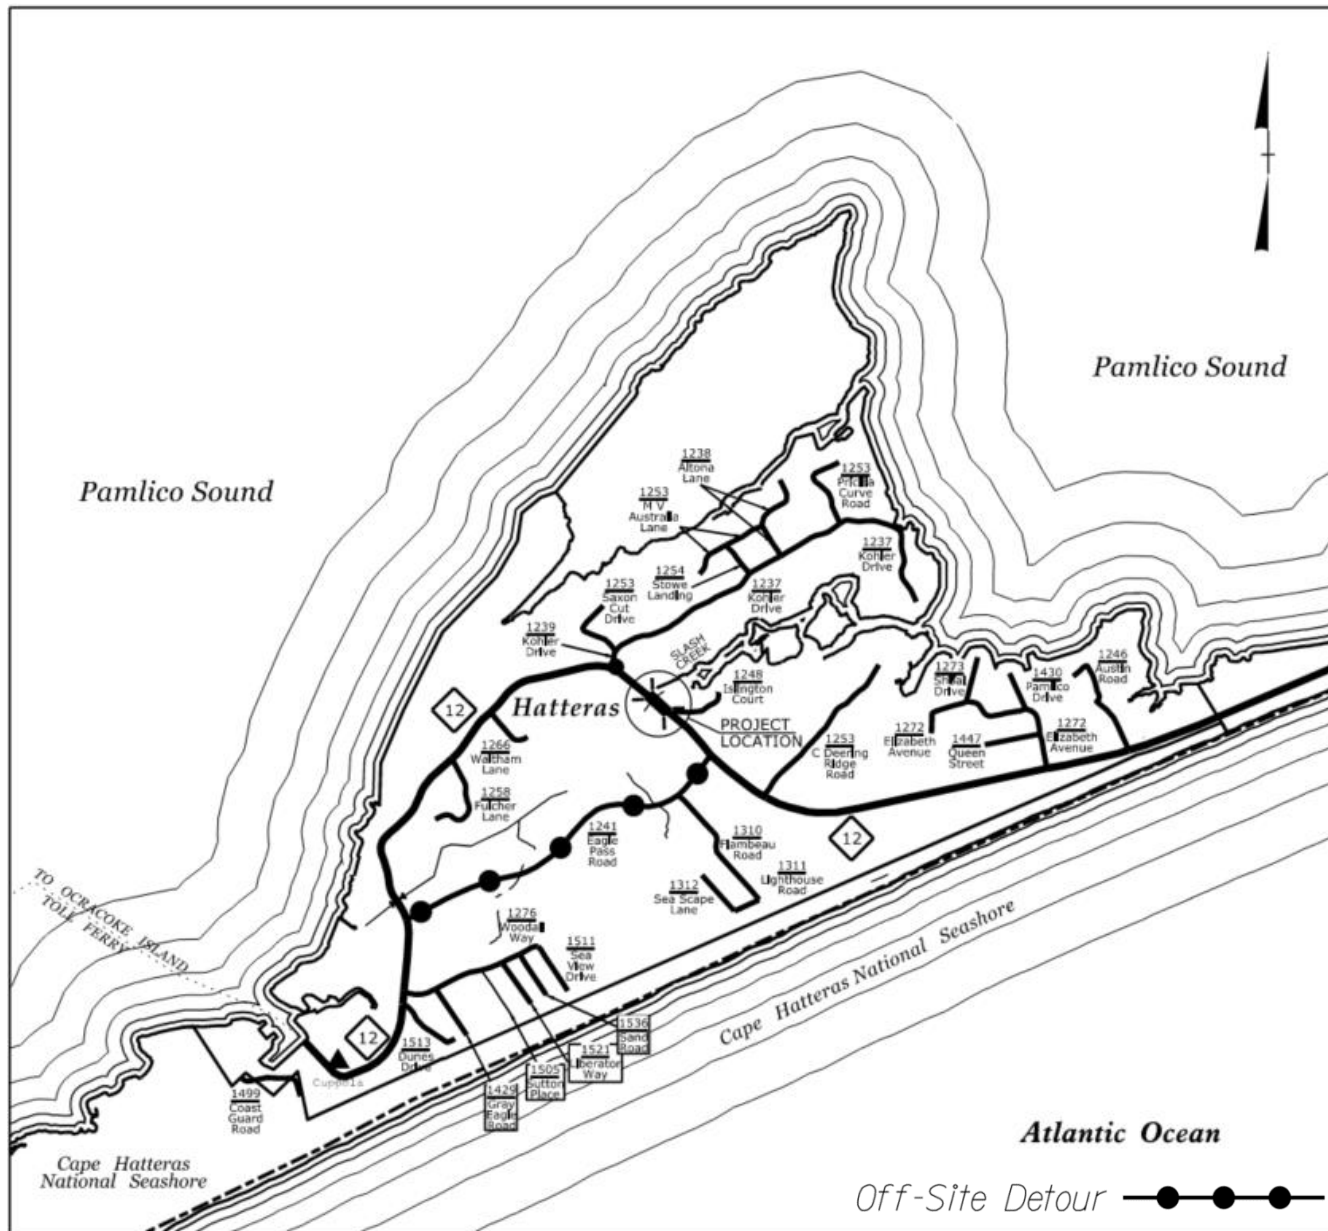 Pamlico Sound
Pamlico Sound
1238
Altona
Lane
1253
M V
Australia
Lane
1253
Pricilla
Curve
Road
1237
Kohler
Drive
1254
Stowe
Landing
1253
Saxon
Cut
Drive
1237
Kohler
Drive
1239
Kohler
Drive
SLASH
CREEK
1248
Islington
Court
1273
Shoal
Drive
1430
Pamlico
Drive
1246
Austin
Road
12
Hatteras
PROJECT
LOCATION
1253
C Deering
Ridge
Road
1272
Elizabeth
Avenue
1447
Queen
Street
1272
Elizabeth
Avenue
1266
Waltham
Lane
1258
Fulcher
Lane
1241
Eagle
Pass
Road
1310
Flambeau
Road
12
1311
Lighthouse
Road
1312
Sea Scape
Lane
TO OCRACOKE ISLAND
TOLL FERRY
1276
Woodall
Way
1511
Sea
View
Drive
Cape Hatteras National Seashore
12
Cuppola
1513
Dunes
Drive
1536
Sand
Road
1521
Liberator
Way
1505
Sutton
Place
1429
Gray
Eagle
Road
1499
Coast
Guard
Road
Cape Hatteras
National Seashore
Atlantic Ocean
Off-Site Detour